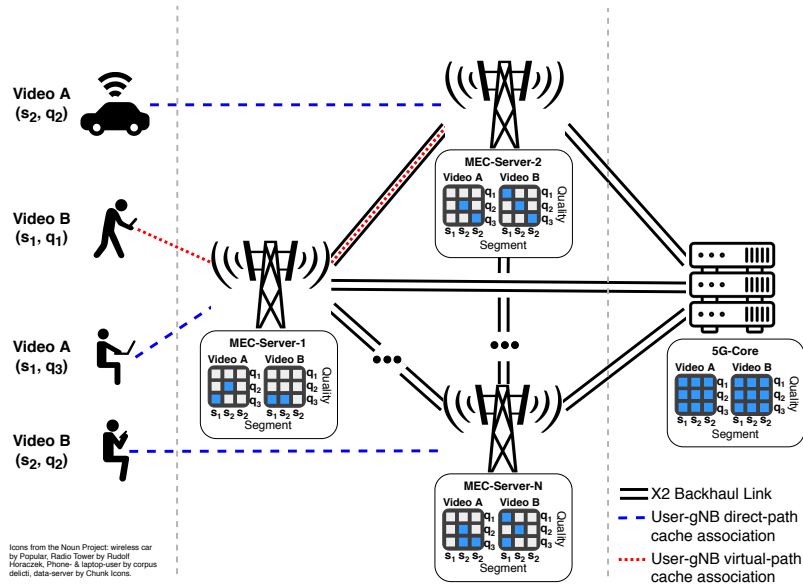 Video A
(s2, q2)
Video B
(s1, q1)
Video A
(s1, q3)
Video B
(s2, q2)
MEC-Server-2
Video A Video B
q1
q2
q3
Quality
s1 s2 s2 s1 s2 s2
Segment
MEC-Server-1
Video A Video B
q1 q1
q2 q2
q3 q3
Quality
s1 s2 s2 s1 s2 s2
Segment
5G-Core
Video A Video B
q1
q2
q3
Quality
s1 s2 s2 s1 s2 s2
Segment
MEC-Server-N
Video A Video B
q1
q2
q3
Quality
s1 s2 s2 s1 s2 s2
Segment
X2 Backhaul Link
User-gNB direct-path
cache association
User-gNB virtual-path
cache association
Icons from the Noun Project: wireless car
by Popular, Radio Tower by Rudolf
Horaczek, Phone- & laptop-user by corpus
delicti, data-server by Chunk Icons.